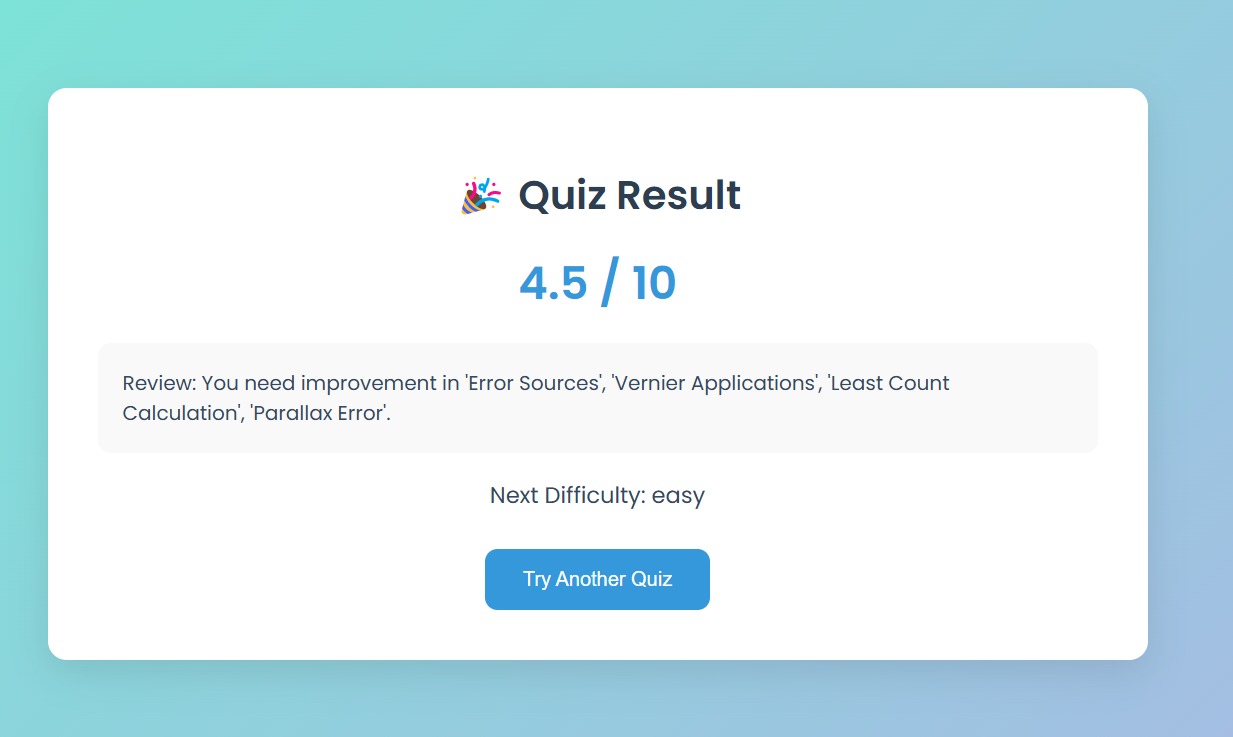 🎉 Quiz Result
4.5 / 10
Review: You need improvement in 'Error Sources', 'Vernier Applications', 'Least Count
Calculation', 'Parallax Error'.
Next Difficulty: easy
Try Another Quiz